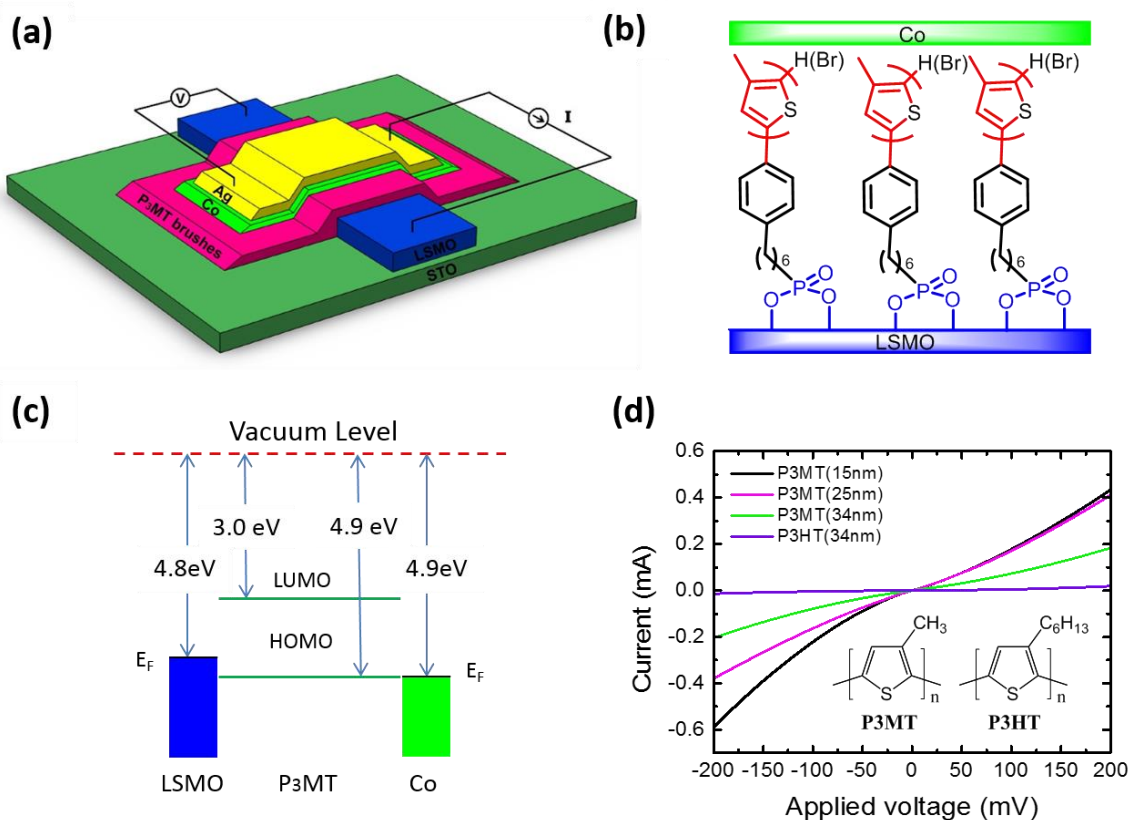 (a)
V
I
Ag
Co
P3MT brushes
LSMO
STO
(b)
Co
H(Br) H(Br) H(Br)
S S S
6 6 6
P O P O P O
O O O O O O
LSMO
(c)
Vacuum Level
3.0 eV
4.9 eV
4.8eV
4.9eV
LUMO
HOMO
EF
EF
LSMO
P3MT
Co
(d)
P3MT(15nm)
P3MT(25nm)
P3MT(34nm)
P3HT(34nm)
Current (mA)
0.6
0.4
0.2
0.0
-0.2
-0.4
-0.6
CH3
C6H13
S
n
S
n
P3MT
P3HT
-200 -150 -100 -50 0 50 100 150 200
Applied voltage (mV)